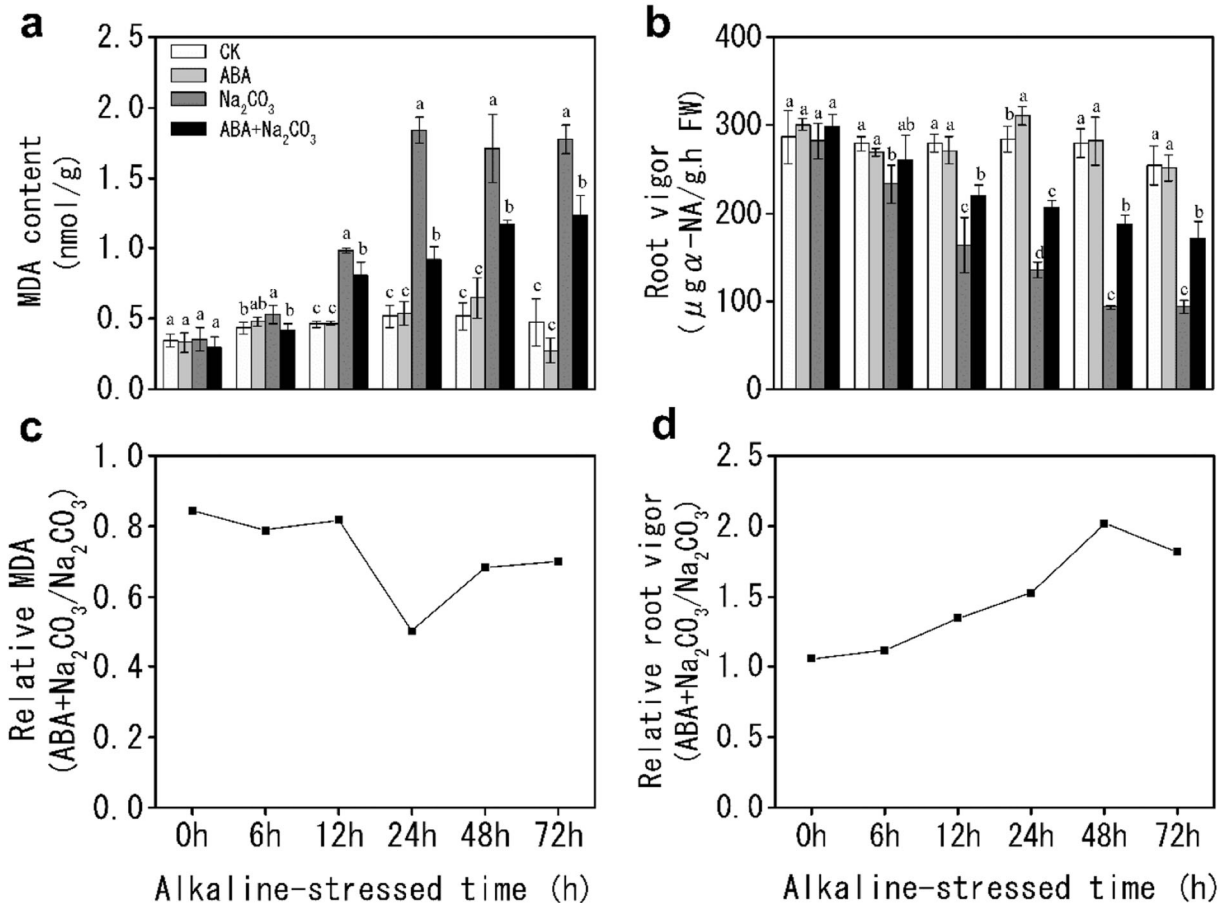 a
2.5
2.0
1.5
1.0
0.5
0.0
MDA content
(nmol/g)
CK
ABA
Na₂CO₃
ABA+Na₂CO₃
a a a a
b ab a b
c c a b
c c a b
c c a b
c c a b
b
400
300
200
100
0
Root vigor
(μg α-NA/g.h FW)
a a a a
a a b ab
a a c b
b a d c
a a c b
a a c b
c
1.0
0.8
0.6
0.4
0.2
0.0
Relative MDA
(ABA+Na₂CO₃/Na₂CO₃)
0h 6h 12h 24h 48h 72h
Alkaline-stressed time (h)
d
2.5
2.0
1.5
1.0
0.5
0.0
Relative root vigor
(ABA+Na₂CO₃/Na₂CO₃)
0h 6h 12h 24h 48h 72h
Alkaline-stressed time (h)